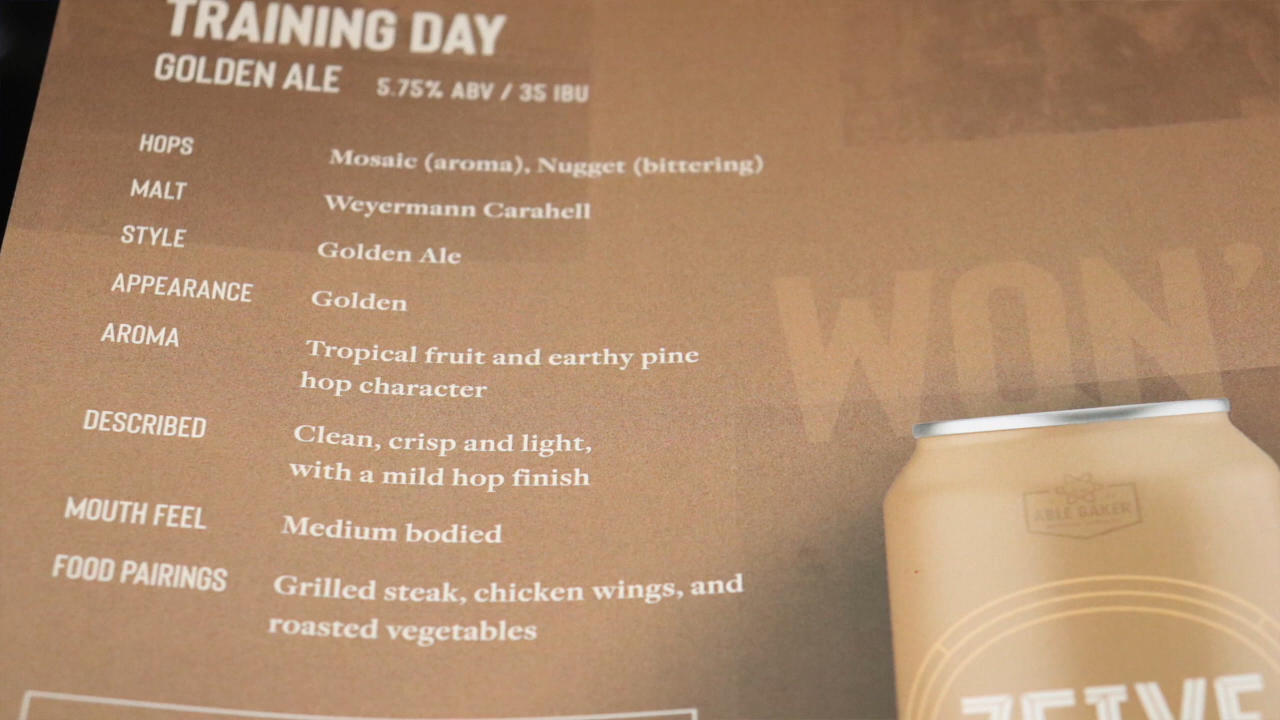 TRAINING DAY
GOLDEN ALE 5.75% ABV / 35 IBU
HOPS Mosaic (aroma), Nugget (bittering)
MALT Weyermann Carahell
STYLE Golden Ale
APPEARANCE Golden
AROMA Tropical fruit and earthy pine
hop character
DESCRIBED Clean, crisp and light,
with a mild hop finish
MOUTH FEEL Medium bodied
FOOD PAIRINGS Grilled steak, chicken wings, and
roasted vegetables
WON'
ABLE BAKER